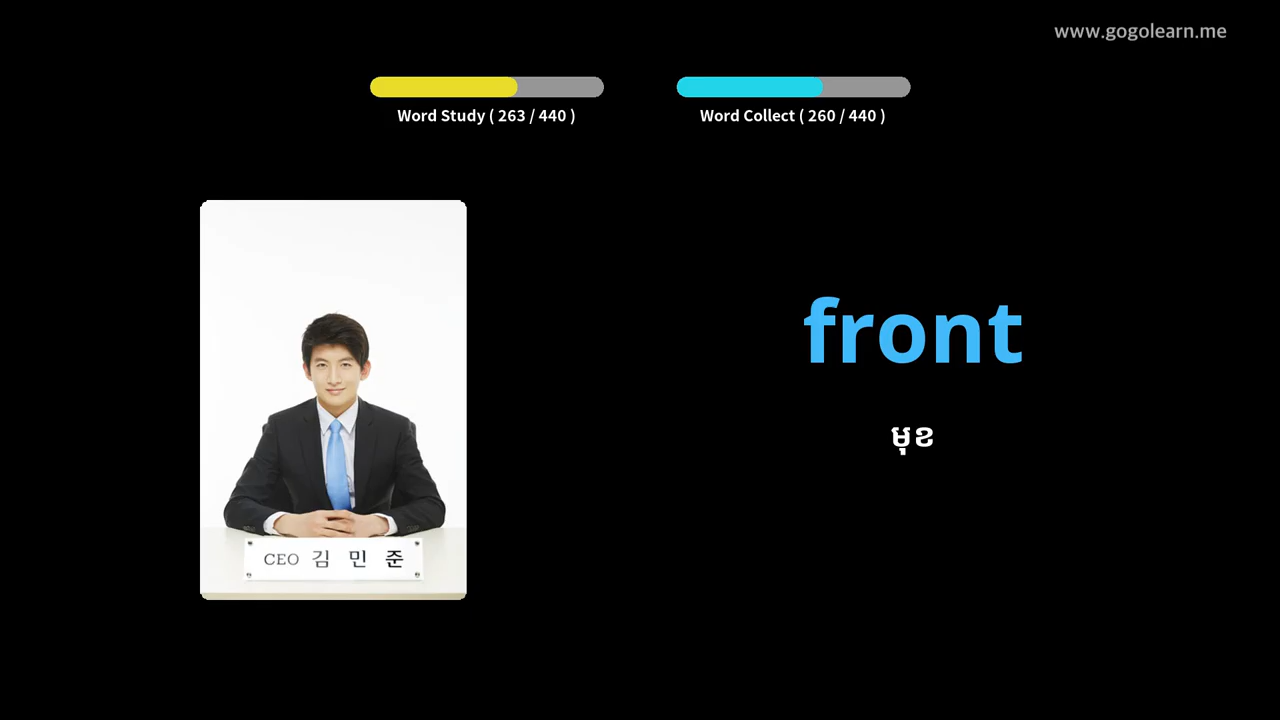 www.gogolearn.me
Word Study ( 263 / 440 )
Word Collect ( 260 / 440 )
front
មុខ
CEO 김 민 준